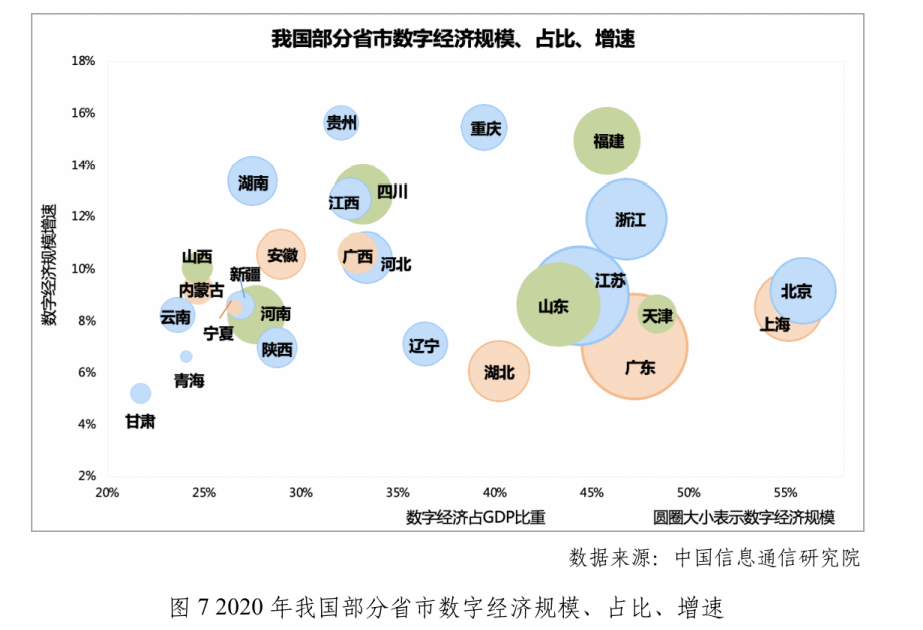 我国部分省市数字经济规模、占比、增速
18%
16%
14%
12%
10%
8%
6%
4%
2%
数字经济规模增速
贵州
重庆
福建
湖南
江西
四川
浙江
山西
安徽
广西
河北
新疆
内蒙古
江苏
北京
云南
宁夏
河南
山东
天津
上海
陕西
辽宁
青海
湖北
广东
甘肃
20%
25%
30%
35%
40%
45%
50%
55%
数字经济占GDP比重
圆圈大小表示数字经济规模
数据来源：中国信息通信研究院
图 7 2020 年我国部分省市数字经济规模、占比、增速